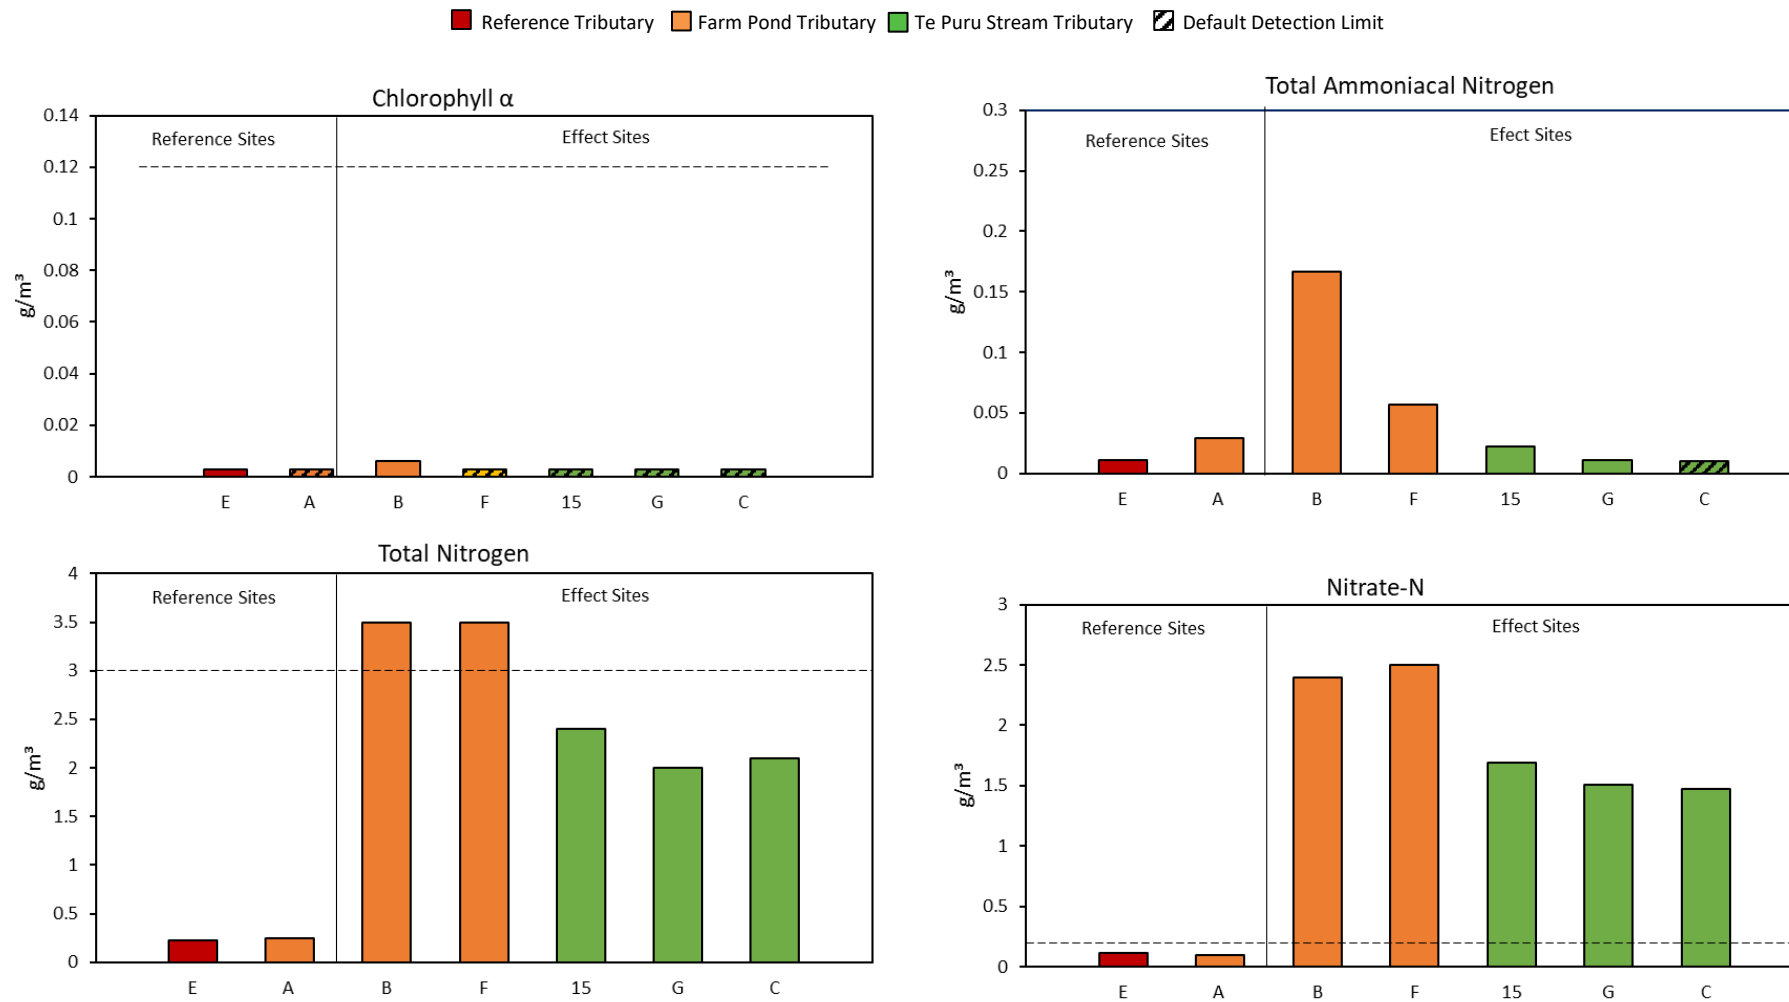 Reference Tributary Farm Pond Tributary Te Puru Stream Tributary Default Detection Limit
Chlorophyll α
0.14
0.12
0.1
0.08
0.06
0.04
0.02
0
g/m³
Reference Sites
Effect Sites
E A B F 15 G C
Total Ammoniacal Nitrogen
0.3
0.25
0.2
0.15
0.1
0.05
0
g/m³
Reference Sites
Efect Sites
E A B F 15 G C
Total Nitrogen
4
3.5
3
2.5
2
1.5
1
0.5
0
g/m³
Reference Sites
Effect Sites
E A B F 15 G C
Nitrate-N
3
2.5
2
1.5
1
0.5
0
g/m³
Reference Sites
Effect Sites
E A B F 15 G C